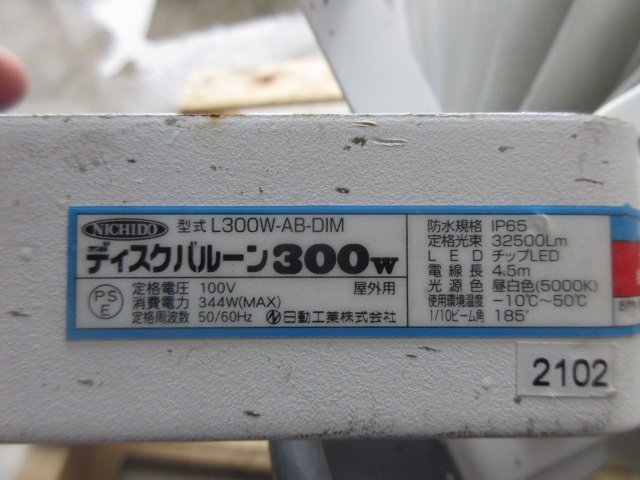 NICHIDO 型式 L300W-AB-DIM
ディスクバルーン300W
PS E
定格電圧 100V 屋外用
消費電力 344W(MAX)
定格周波数 50/60Hz 日動工業株式会社
防水規格 IP65
定格光束 32500Lm
LED チップLED
電線長 4.5m
光源色 昼白色(5000K)
使用環境温度 -10℃~50℃
1/10ビーム角 185°
2102